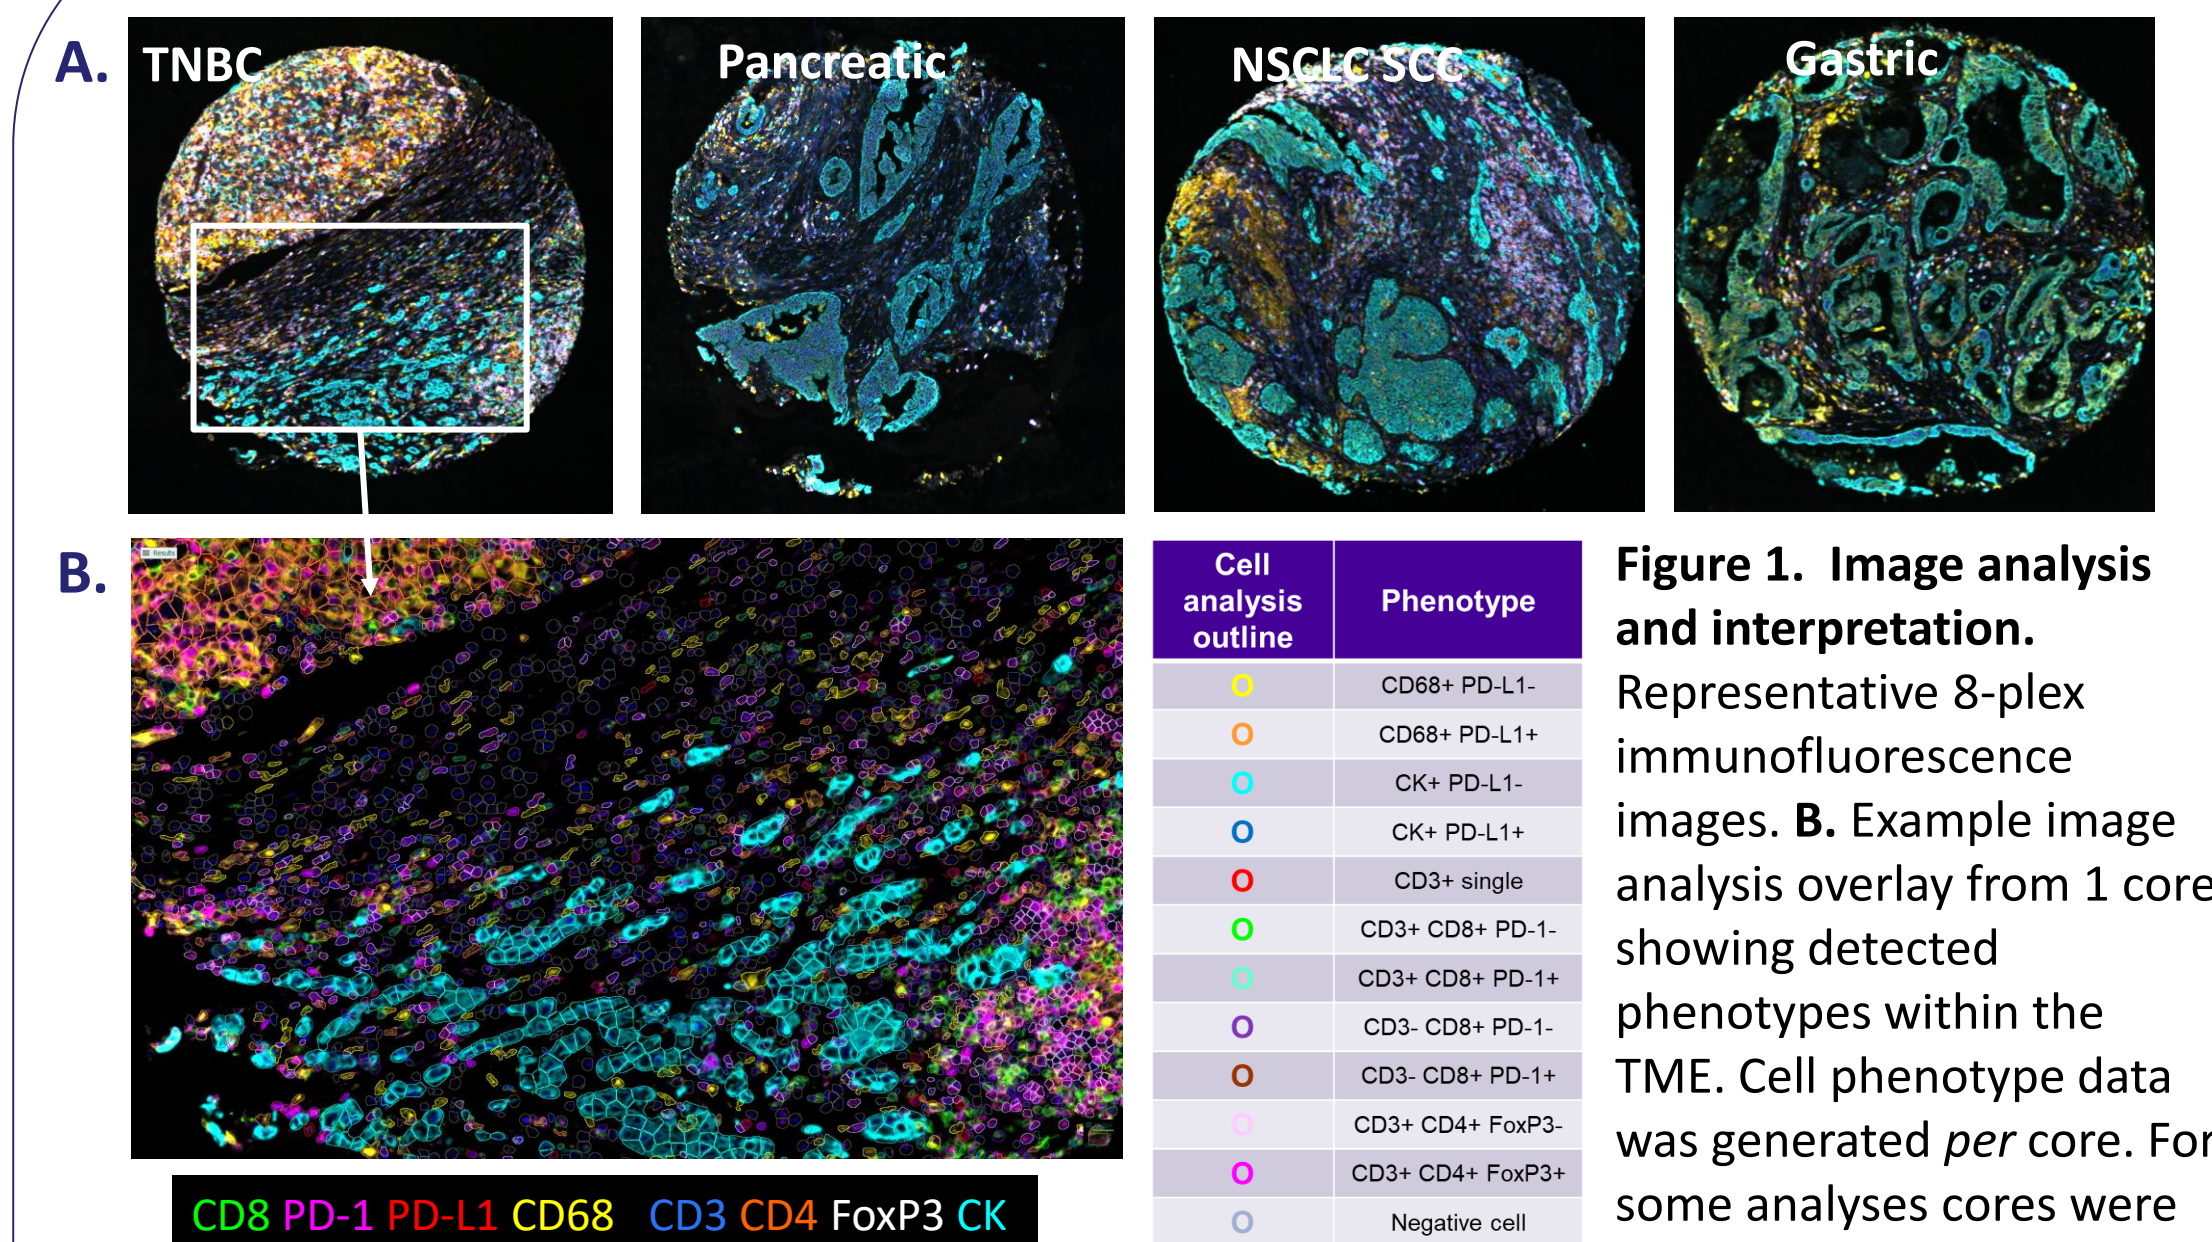 A.
TNBC
Pancreatic
NSCLC SCC
Gastric
B.
Results
CD8 PD-1 PD-L1 CD68 CD3 CD4 FoxP3 CK
Cell analysis outline
Phenotype
O CD68+ PD-L1-
O CD68+ PD-L1+
O CK+ PD-L1-
O CK+ PD-L1+
O CD3+ single
O CD3+ CD8+ PD-1-
O CD3+ CD8+ PD-1+
O CD3- CD8+ PD-1-
O CD3- CD8+ PD-1+
O CD3+ CD4+ FoxP3-
O CD3+ CD4+ FoxP3+
O Negative cell
Figure 1. Image analysis
and interpretation.
Representative 8-plex
immunofluorescence
images. B. Example image
analysis overlay from 1 core
showing detected
phenotypes within the
TME. Cell phenotype data
was generated per core. For
some analyses cores were